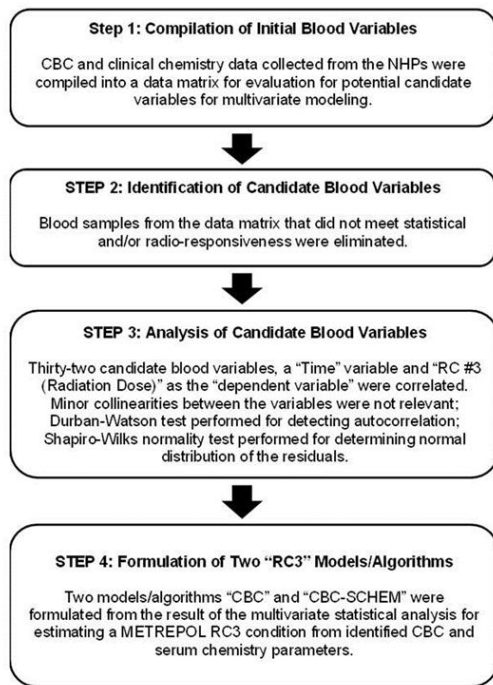 Step 1: Compilation of Initial Blood Variables
CBC and clinical chemistry data collected from the NHPs were
compiled into a data matrix for evaluation for potential candidate
variables for multivariate modeling.
STEP 2: Identification of Candidate Blood Variables
Blood samples from the data matrix that did not meet statistical
and/or radio-responsiveness were eliminated.
STEP 3: Analysis of Candidate Blood Variables
Thirty-two candidate blood variables, a “Time” variable and “RC #3
(Radiation Dose)” as the “dependent variable” were correlated.
Minor collinearities between the variables were not relevant;
Durban-Watson test performed for detecting autocorrelation;
Shapiro-Wilks normality test performed for determining normal
distribution of the residuals.
STEP 4: Formulation of Two “RC3” Models/Algorithms
Two models/algorithms “CBC” and “CBC-SCHEM” were
formulated from the result of the multivariate statistical analysis for
estimating a METREPOL RC3 condition from identified CBC and
serum chemistry parameters.